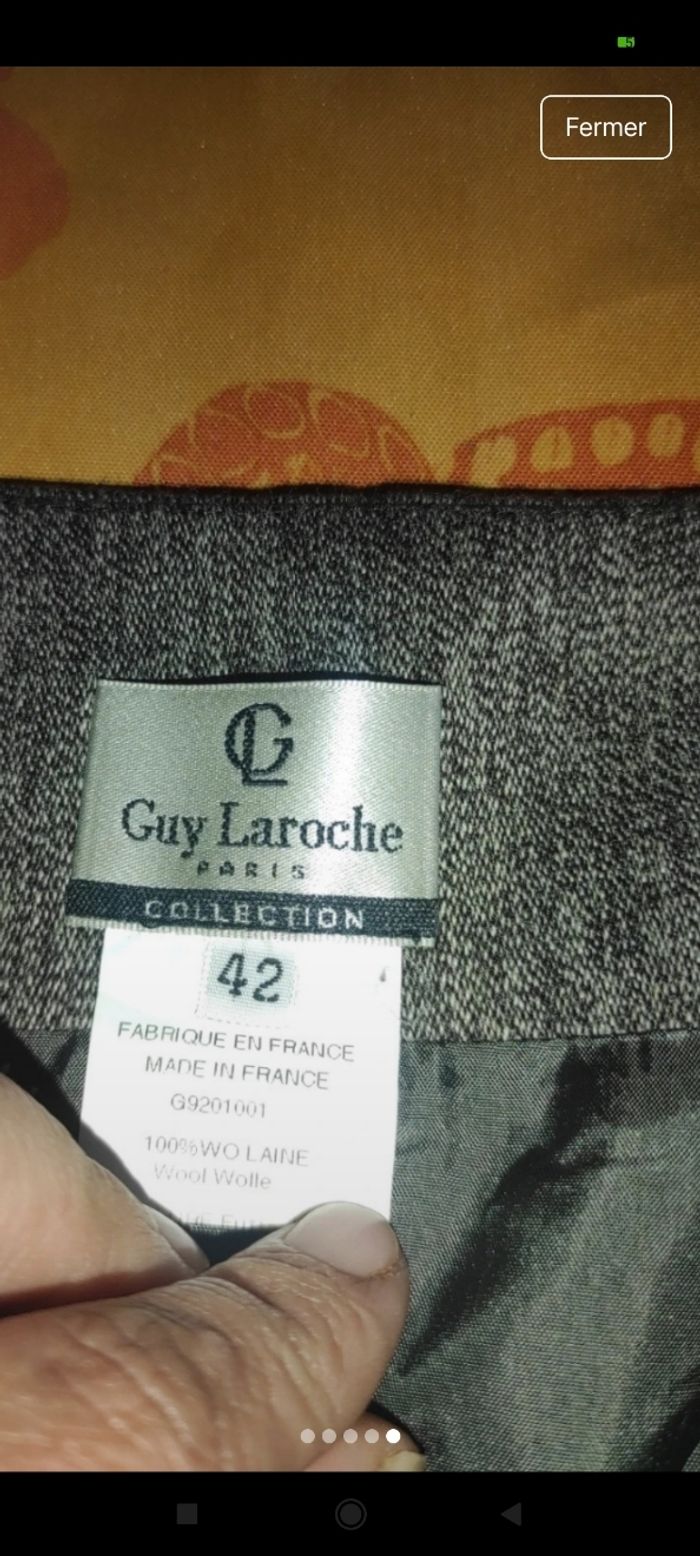 Fermer
GL
Guy Laroche
PARIS
COLLECTION
42
FABRIQUE EN FRANCE
MADE IN FRANCE
G9201001
100%WO LAINE
Wool Wolle